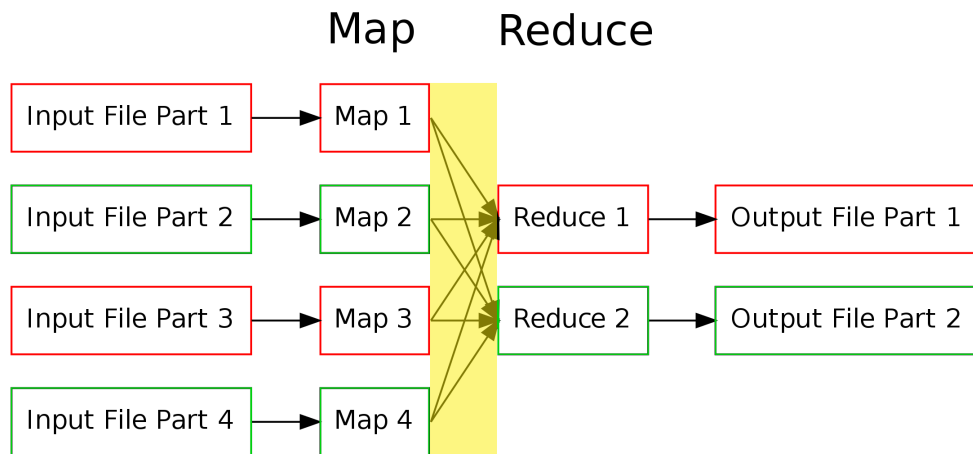 Map Reduce
Input File Part 1 Map 1
Input File Part 2 Map 2 Reduce 1 Output File Part 1
Input File Part 3 Map 3 Reduce 2 Output File Part 2
Input File Part 4 Map 4